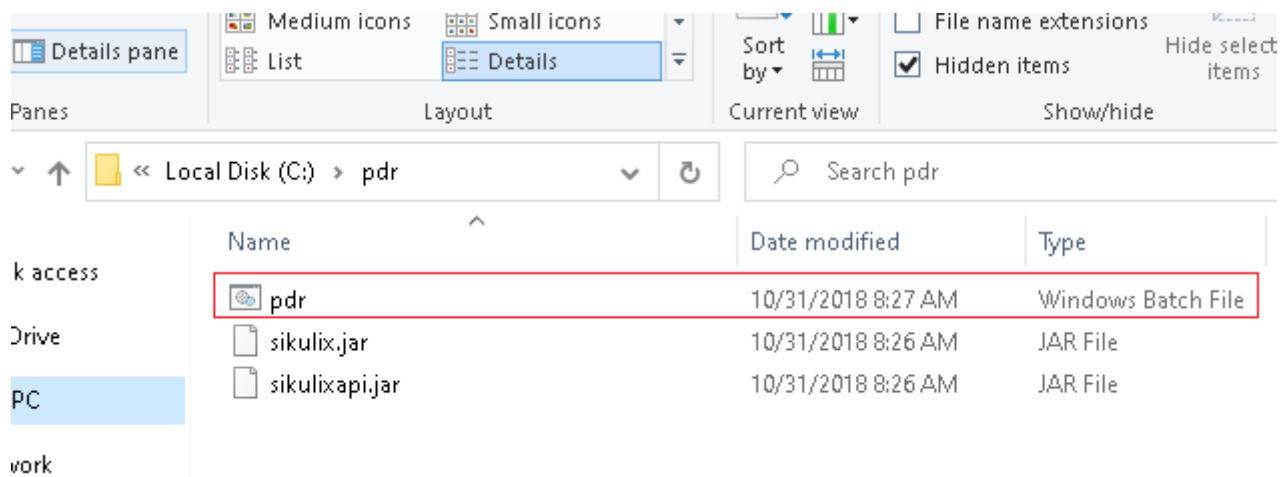 Medium icons Small icons File name extensions
Details pane Sort by Hide select items
List Details Hidden items
Panes Layout Current view Show/hide
« Local Disk (C:) › pdr Search pdr
Name Date modified Type
k access
pdr 10/31/2018 8:27 AM Windows Batch File
Drive sikulix.jar 10/31/2018 8:26 AM JAR File
PC sikulixapi.jar 10/31/2018 8:26 AM JAR File
work